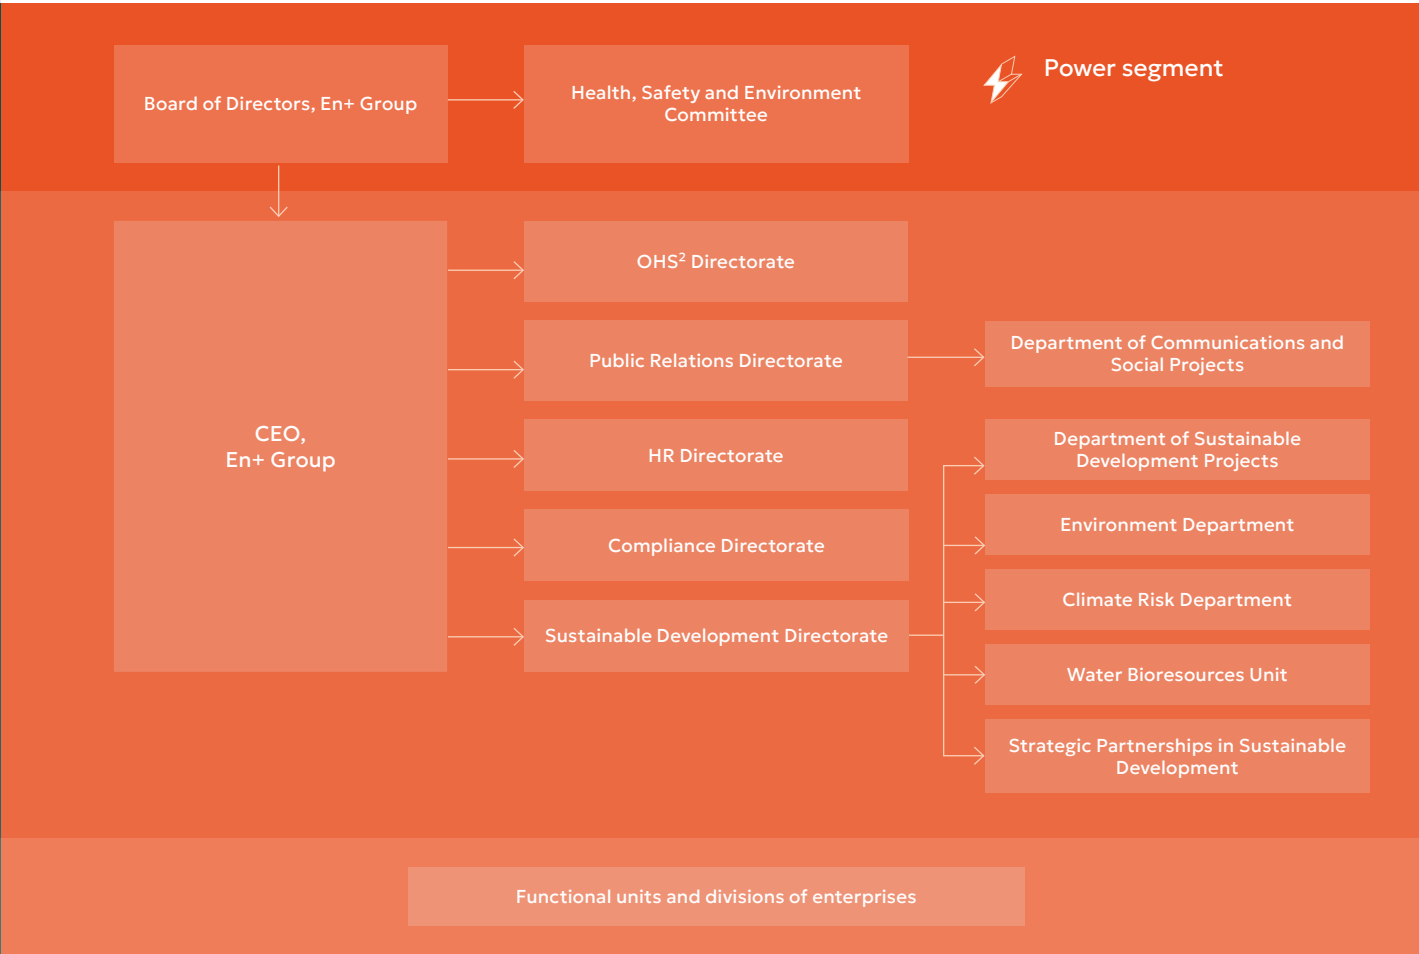 Board of Directors, En+ Group
Health, Safety and Environment
Committee
Power segment
CEO,
En+ Group
OHS² Directorate
Public Relations Directorate
HR Directorate
Compliance Directorate
Sustainable Development Directorate
Department of Communications and
Social Projects
Department of Sustainable
Development Projects
Environment Department
Climate Risk Department
Water Bioresources Unit
Strategic Partnerships in Sustainable
Development
Functional units and divisions of enterprises